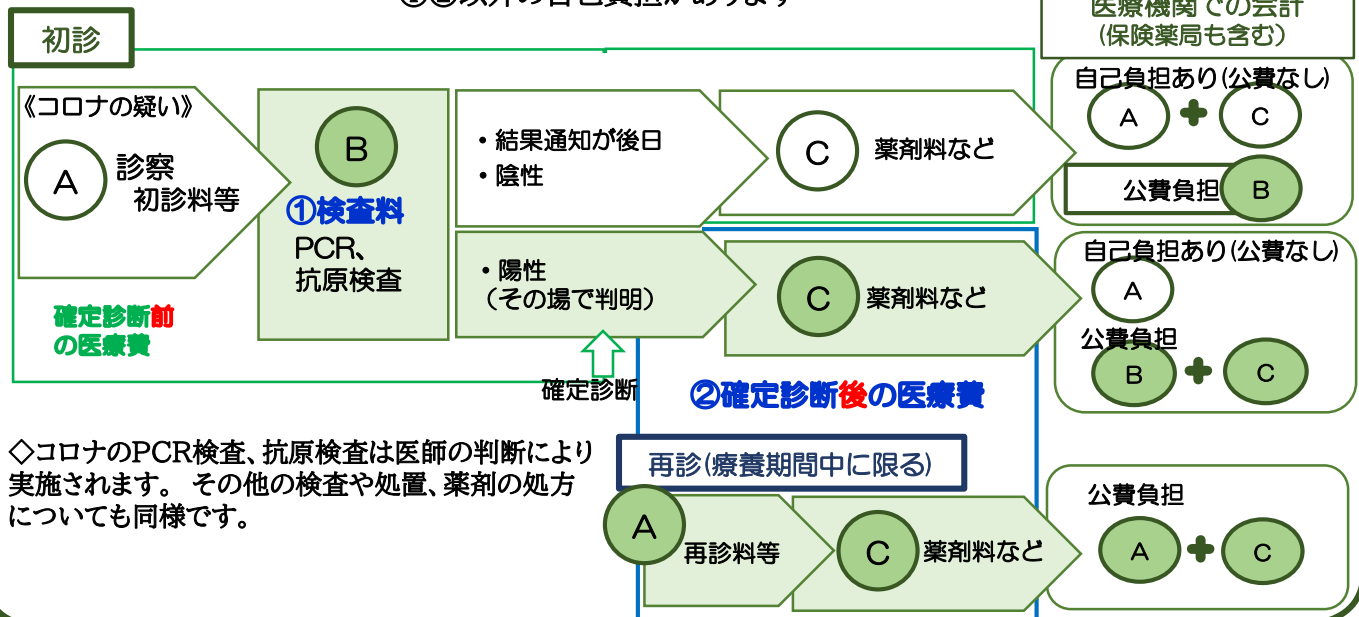 初診
医療機関での会計
(保険薬局も含む)
《コロナの疑い》
A
診察
初診料等
B
①検査料
PCR、
抗原検査
・結果通知が後日
・陰性
C
薬剤料など
自己負担あり(公費なし)
A
C
公費負担
B
・陽性
(その場で判明)
C
薬剤料など
自己負担あり(公費なし)
A
公費負担
B
C
確定診断前
の医療費
確定診断
②確定診断後の医療費
◇コロナのPCR検査、抗原検査は医師の判断により
実施されます。 その他の検査や処置、薬剤の処方
についても同様です。
再診(療養期間中に限る)
A
再診料等
C
薬剤料など
公費負担
A
C